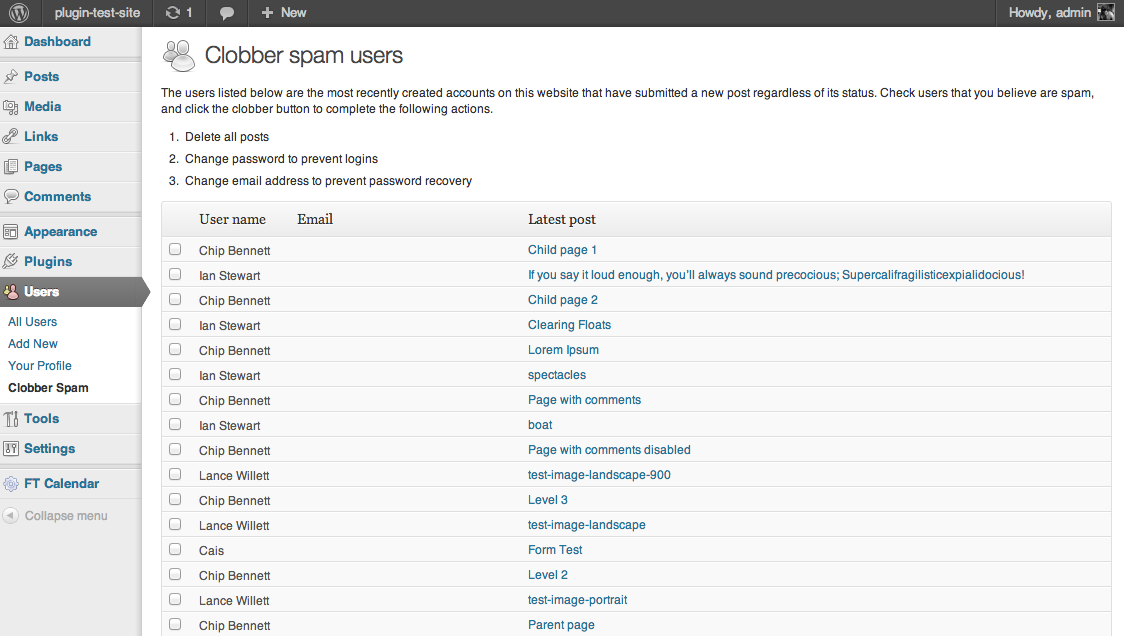 plugin-test-site 1 New Howdy, admin
Dashboard
Posts
Media
Links
Pages
Comments
Appearance
Plugins
Users
All Users
Add New
Your Profile
Clobber Spam
Tools
Settings
FT Calendar
Collapse menu
Clobber spam users
The users listed below are the most recently created accounts on this website that have submitted a new post regardless of its status. Check users that you believe are spam,
and click the clobber button to complete the following actions.
1. Delete all posts
2. Change password to prevent logins
3. Change email address to prevent password recovery
User name Email Latest post
Chip Bennett Child page 1
Ian Stewart If you say it loud enough, you'll always sound precocious; Supercalifragilisticexpialidocious!
Chip Bennett Child page 2
Ian Stewart Clearing Floats
Chip Bennett Lorem Ipsum
Ian Stewart spectacles
Chip Bennett Page with comments
Ian Stewart boat
Chip Bennett Page with comments disabled
Lance Willett test-image-landscape-900
Chip Bennett Level 3
Lance Willett test-image-landscape
Cais Form Test
Chip Bennett Level 2
Lance Willett test-image-portrait
Chip Bennett Parent page